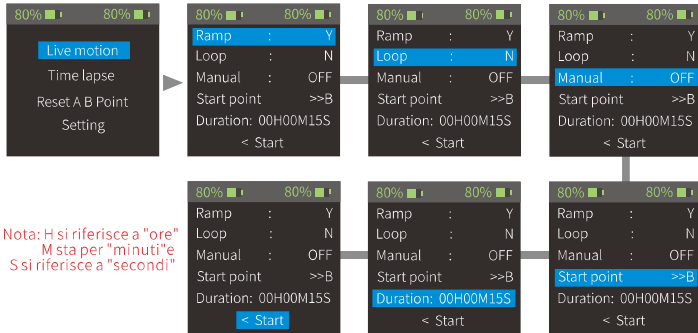 80% 80%
Live motion
Time lapse
Reset A B Point
Setting
80% 80%
Ramp : Y
Loop : N
Manual : OFF
Start point >>B
Duration: 00H00M15S
< Start
80% 80%
Ramp : Y
Loop : N
Manual : OFF
Start point >>B
Duration: 00H00M15S
< Start
80% 80%
Ramp : Y
Loop : N
Manual : OFF
Start point >>B
Duration: 00H00M15S
< Start
Nota: H si riferisce a "ore"
M sta per "minuti"e
S si riferisce a "secondi"
80% 80%
Ramp : Y
Loop : N
Manual : OFF
Start point >>B
Duration: 00H00M15S
< Start
80% 80%
Ramp : Y
Loop : N
Manual : OFF
Start point >>B
Duration: 00H00M15S
< Start
80% 80%
Ramp : Y
Loop : N
Manual : OFF
Start point >>B
Duration: 00H00M15S
< Start